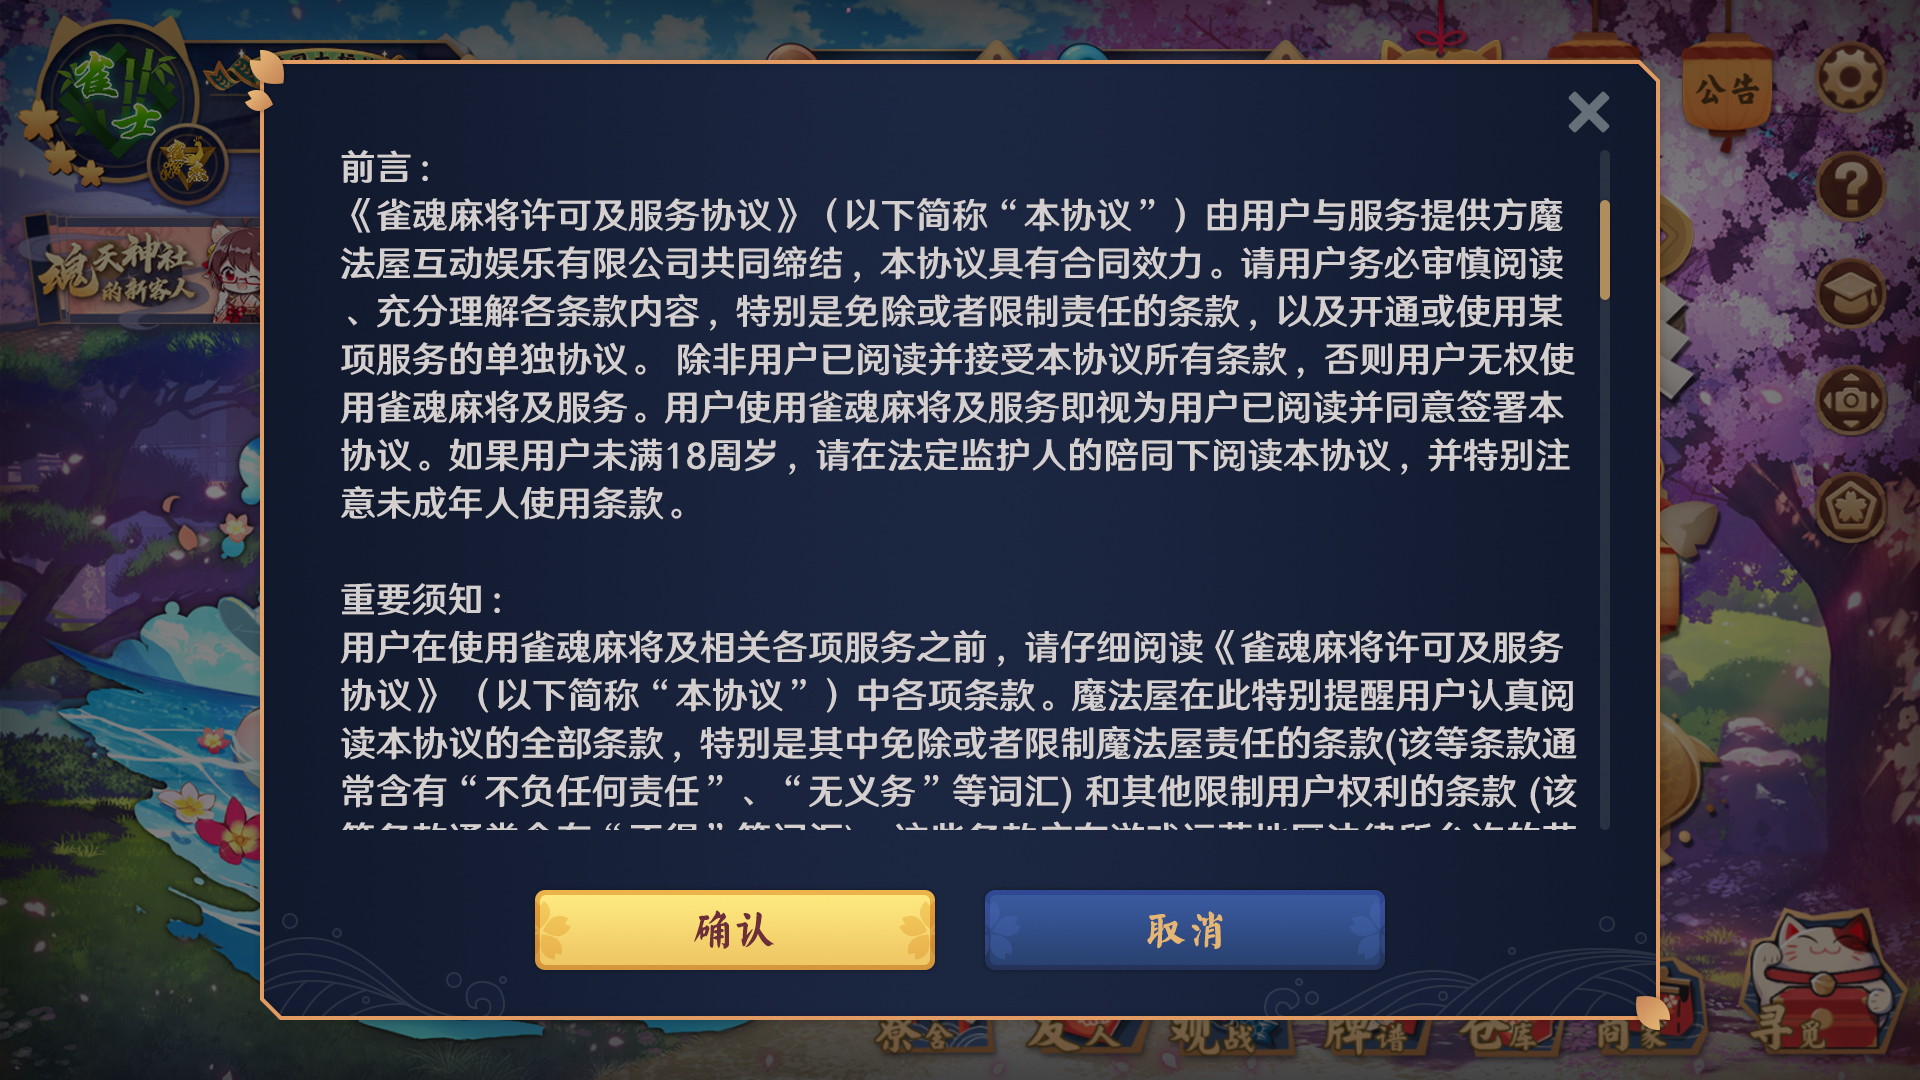 雀士
公告
魂天神社
的新客人
前言：
《雀魂麻将许可及服务协议》（以下简称“本协议”）由用户与服务提供方魔
法屋互动娱乐有限公司共同缔结，本协议具有合同效力。请用户务必审慎阅读
、充分理解各条款内容，特别是免除或者限制责任的条款，以及开通或使用某
项服务的单独协议。 除非用户已阅读并接受本协议所有条款，否则用户无权使
用雀魂麻将及服务。用户使用雀魂麻将及服务即视为用户已阅读并同意签署本
协议。如果用户未满18周岁，请在法定监护人的陪同下阅读本协议，并特别注
意未成年人使用条款。
重要须知：
用户在使用雀魂麻将及相关各项服务之前，请仔细阅读《雀魂麻将许可及服务
协议》（以下简称“本协议”）中各项条款。魔法屋在此特别提醒用户认真阅
读本协议的全部条款，特别是其中免除或者限制魔法屋责任的条款(该等条款通
常含有“不负任何责任”、“无义务”等词汇) 和其他限制用户权利的条款 (该
确认
取消
寮舍
友人
观战
牌谱
仓库
商家
寻觅